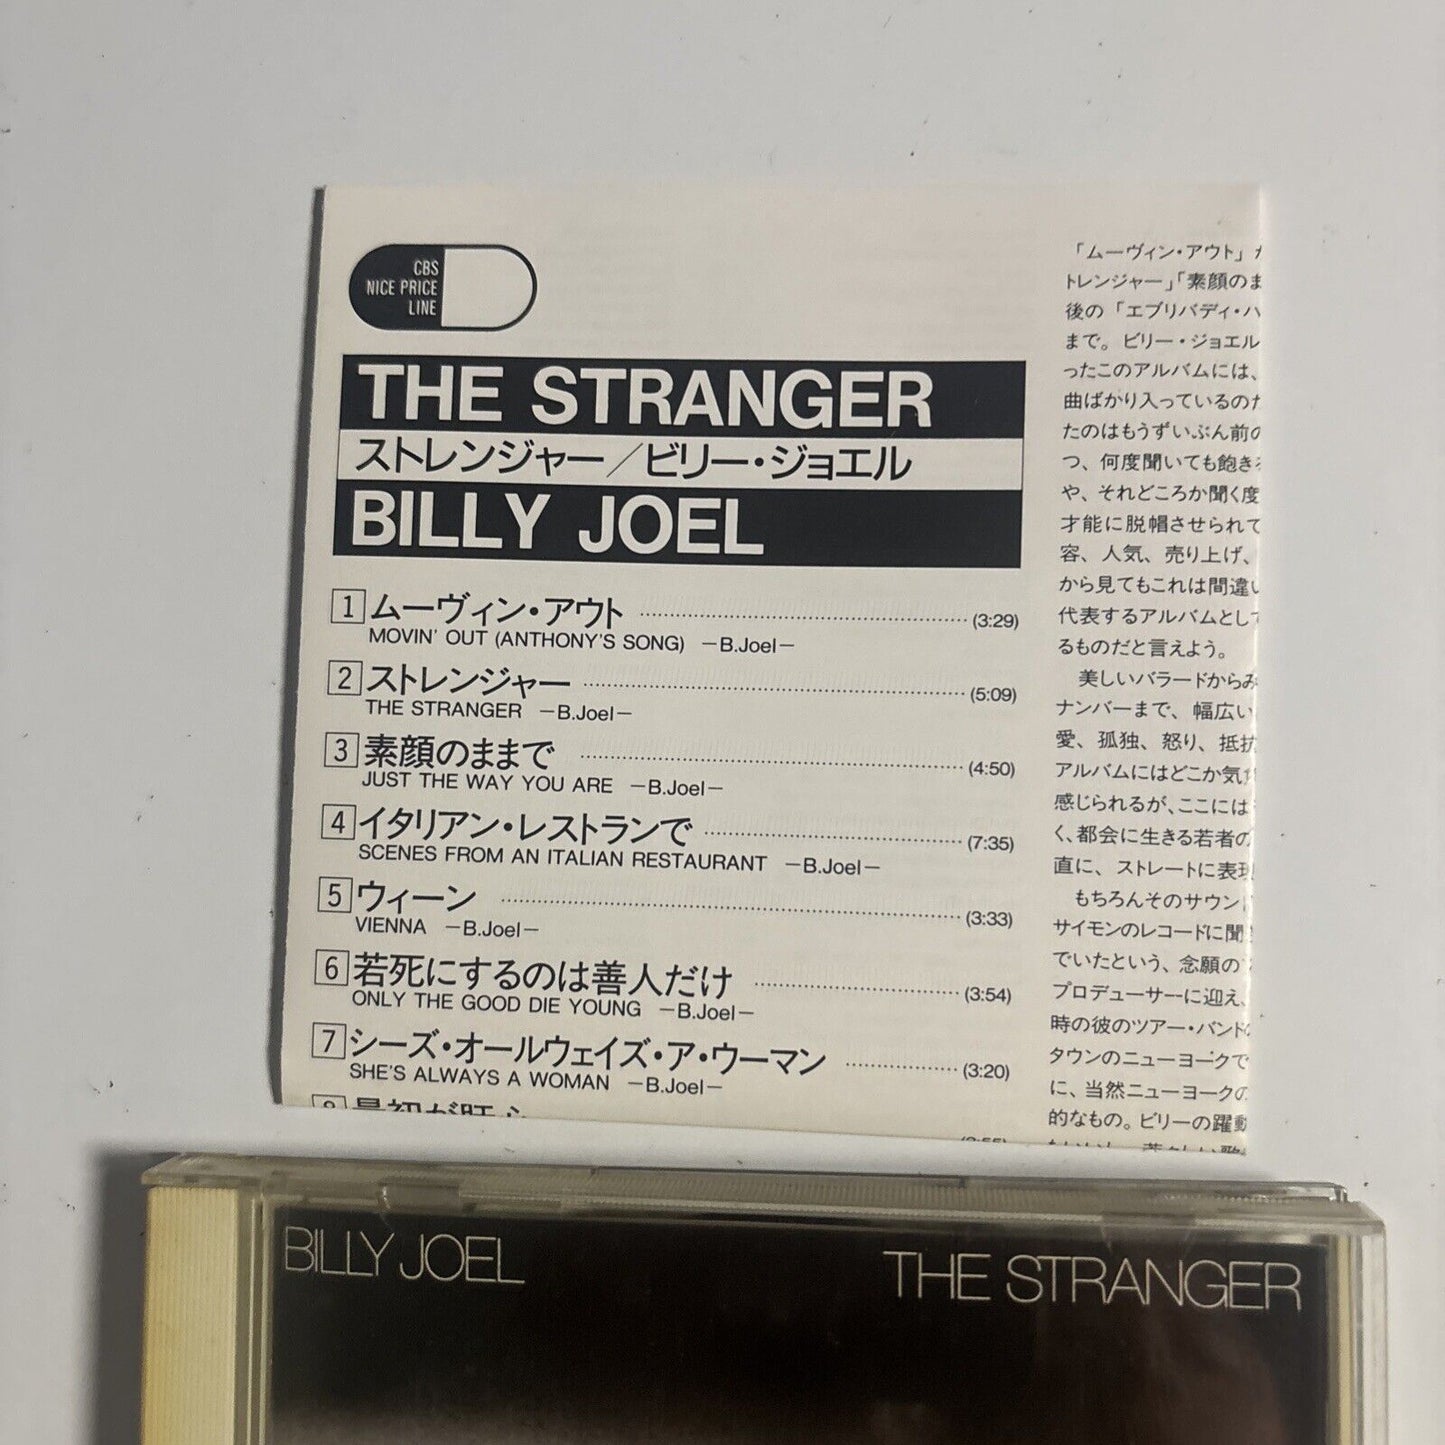 CBS
NICE PRICE
LINE
THE STRANGER
ストレンジャー／ビリー・ジョエル
BILLY JOEL
1 ムーヴィン・アウト (3:29)
MOVIN' OUT (ANTHONY'S SONG) －B.Joel－
2 ストレンジャー (5:09)
THE STRANGER －B.Joel－
3 素顔のままで (4:50)
JUST THE WAY YOU ARE －B.Joel－
4 イタリアン・レストランで (7:35)
SCENES FROM AN ITALIAN RESTAURANT －B.Joel－
5 ウィーン (3:33)
VIENNA －B.Joel－
6 若死にするのは善人だけ (3:54)
ONLY THE GOOD DIE YOUNG －B.Joel－
7 シーズ・オールウェイズ・ア・ウーマン (3:20)
SHE'S ALWAYS A WOMAN －B.Joel－
「ムーヴィン・アウト」
トレンジャー」「素顔のま
後の「エブリバディ・ハ
まで。ビリー・ジョエル
ったこのアルバムには、
曲ばかり入っているのだ
たのはもうずいぶん前の
つ、何度聞いても飽き
や、それどころか聞く度
才能に脱帽させられて
容、人気、売り上げ、
から見てもこれは間違い
代表するアルバムとして
るものだと言えよう。
美しいバラードからみ
ナンバーまで、幅広い
愛、孤独、怒り、抵抗
アルバムにはどこか気
感じられるが、ここには
く、都会に生きる若者の
直に、ストレートに表現
もちろんそのサウン
サイモンのレコードに聞
でいたという、念願の
プロデューサーに迎え、
時の彼のツアー・バンド
タウンのニューヨークで
に、当然ニューヨークの
的なもの。ビリーの躍動
BILLY JOEL
THE STRANGER